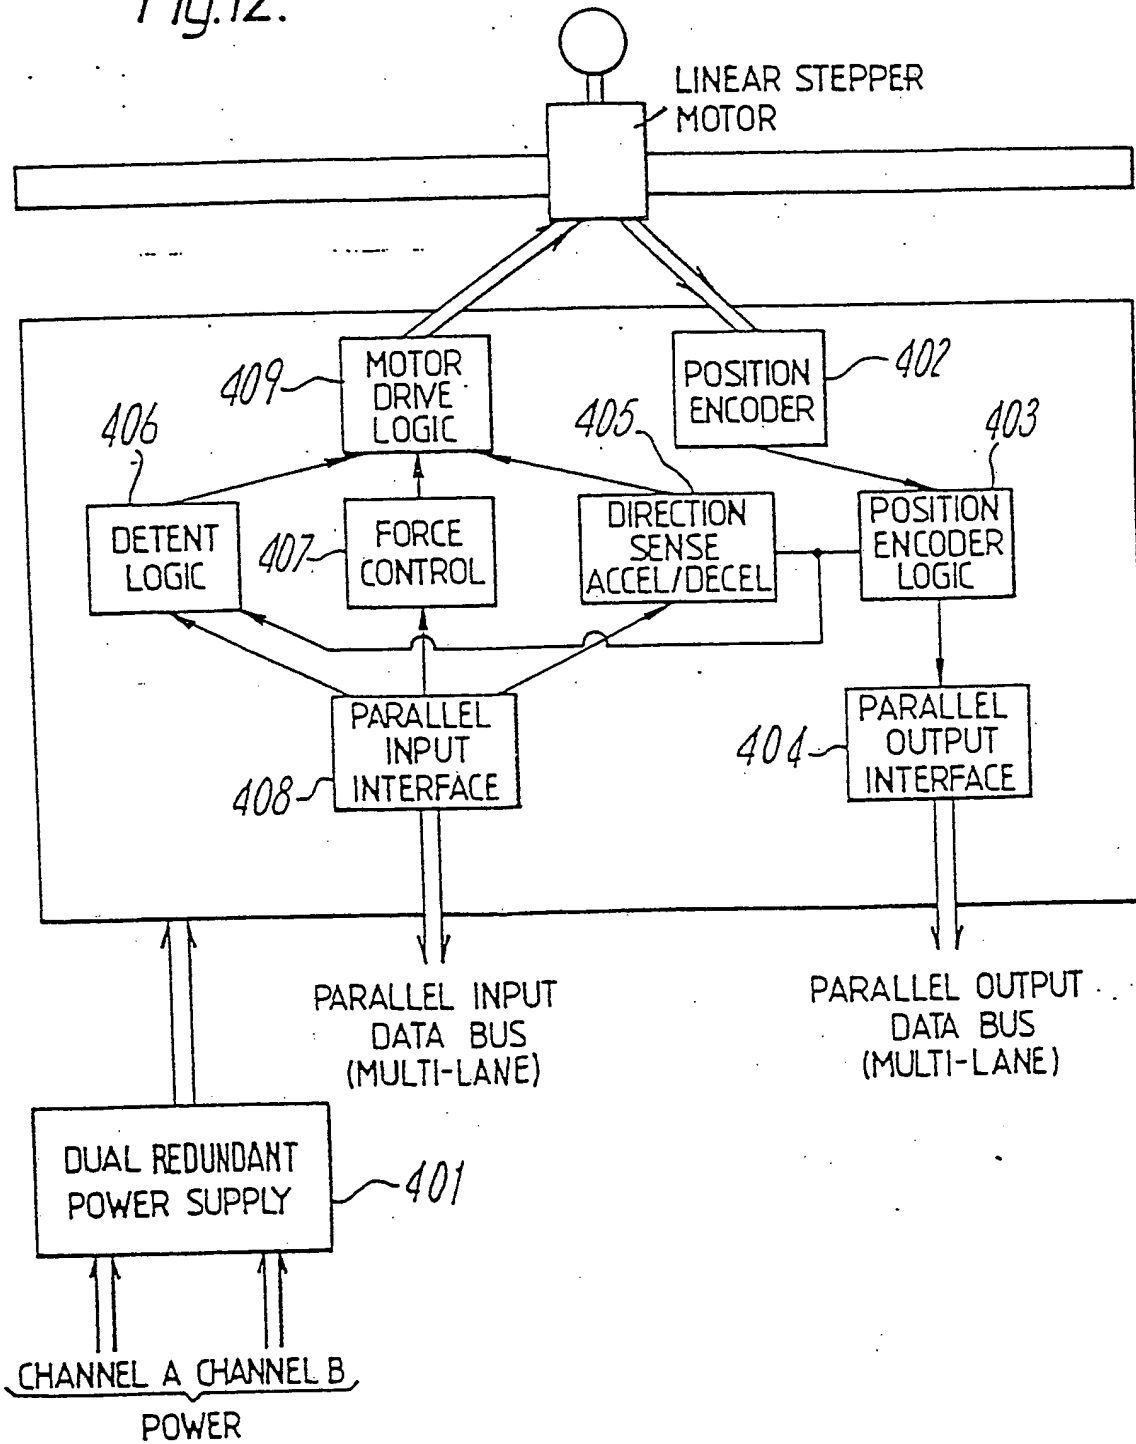 Fig.12.
LINEAR STEPPER
MOTOR
409
MOTOR
DRIVE
LOGIC
POSITION
ENCODER
402
406
405
403
DETENT
LOGIC
407
FORCE
CONTROL
DIRECTION
SENSE
ACCEL/DECEL
POSITION
ENCODER
LOGIC
PARALLEL
INPUT
INTERFACE
408
404
PARALLEL
OUTPUT
INTERFACE
PARALLEL INPUT
DATA BUS
(MULTI-LANE)
PARALLEL OUTPUT
DATA BUS
(MULTI-LANE)
DUAL REDUNDANT
POWER SUPPLY
401
CHANNEL A CHANNEL B
POWER